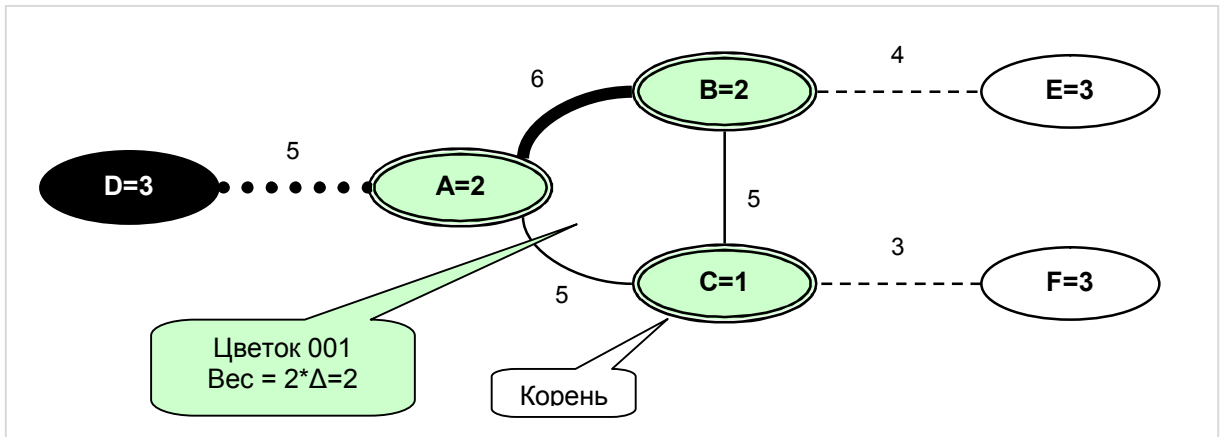 4
6
B=2
E=3
5
D=3
A=2
5
3
C=1
F=3
5
Цветок 001
Вес = 2*Δ=2
Корень